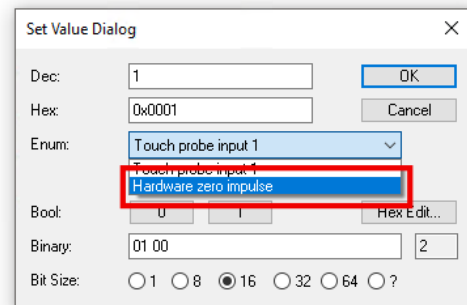 Set Value Dialog
Dec: 1 OK
Hex: 0x0001 Cancel
Enum: Touch probe input 1
Touch probe input 1
Hardware zero impulse
Bool: 0 1 Hex Edit...
Binary: 01 00 2
Bit Size: 1 8 16 32 64 ?